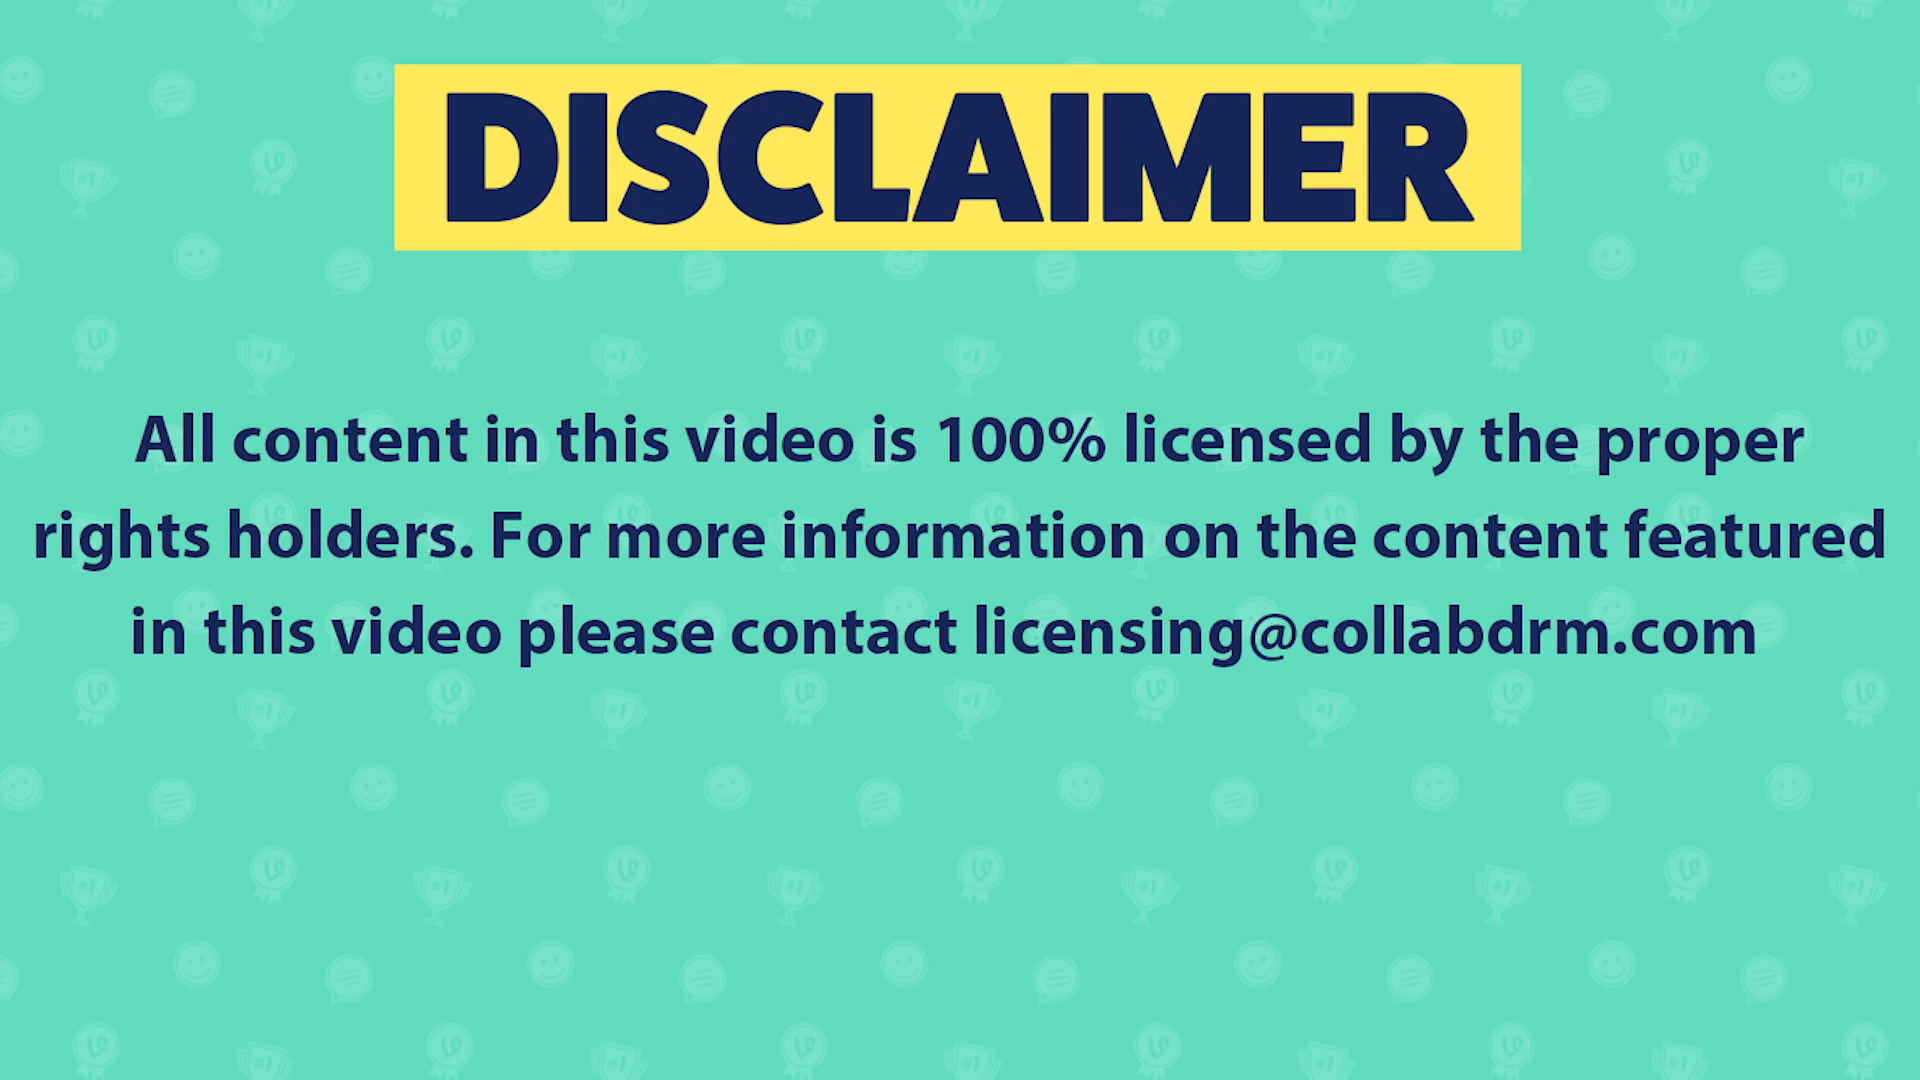 DISCLAIMER
All content in this video is 100% licensed by the proper
rights holders. For more information on the content featured
in this video please contact licensing@collabdrm.com